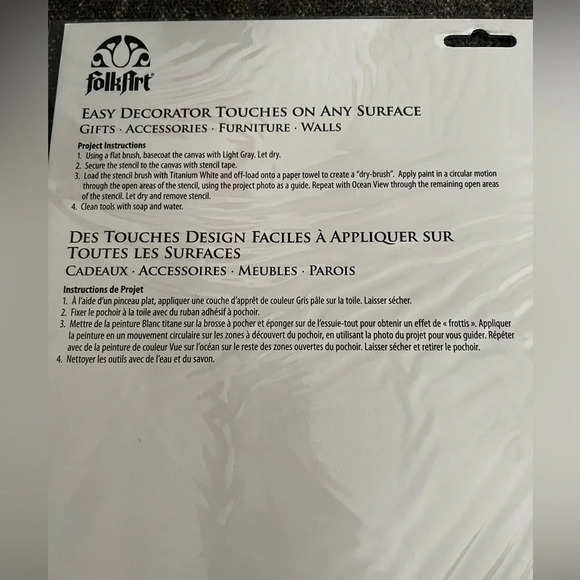 folkArt®
EASY DECORATOR TOUCHES ON ANY SURFACE
GIFTS · ACCESSORIES · FURNITURE · WALLS
Project Instructions
1. Using a flat brush, basecoat the canvas with Light Gray. Let dry.
2. Secure the stencil to the canvas with stencil tape.
3. Load the stencil brush with Titanium White and off-load onto a paper towel to create a "dry-brush". Apply paint in a circular motion
through the open areas of the stencil, using the project photo as a guide. Repeat with Ocean View through the remaining open areas
of the stencil. Let dry and remove stencil.
4. Clean tools with soap and water.
DES TOUCHES DESIGN FACILES À APPLIQUER SUR
TOUTES LES SURFACES
CADEAUX · ACCESSOIRES · MEUBLES · PAROIS
Instructions de Projet
1. À l'aide d'un pinceau plat, appliquer une couche d'apprêt de couleur Gris pâle sur la toile. Laisser sécher.
2. Fixer le pochoir à la toile avec du ruban adhésif à pochoir.
3. Mettre de la peinture Blanc titane sur la brosse à pocher et éponger sur de l'essuie-tout pour obtenir un effet de « frottis ». Appliquer
la peinture en un mouvement circulaire sur les zones à découvert du pochoir, en utilisant la photo du projet pour vous guider. Répéter
avec de la peinture de couleur Vue sur l'océan sur le reste des zones ouvertes du pochoir. Laisser sécher et retirer le pochoir.
4. Nettoyer les outils avec de l'eau et du savon.